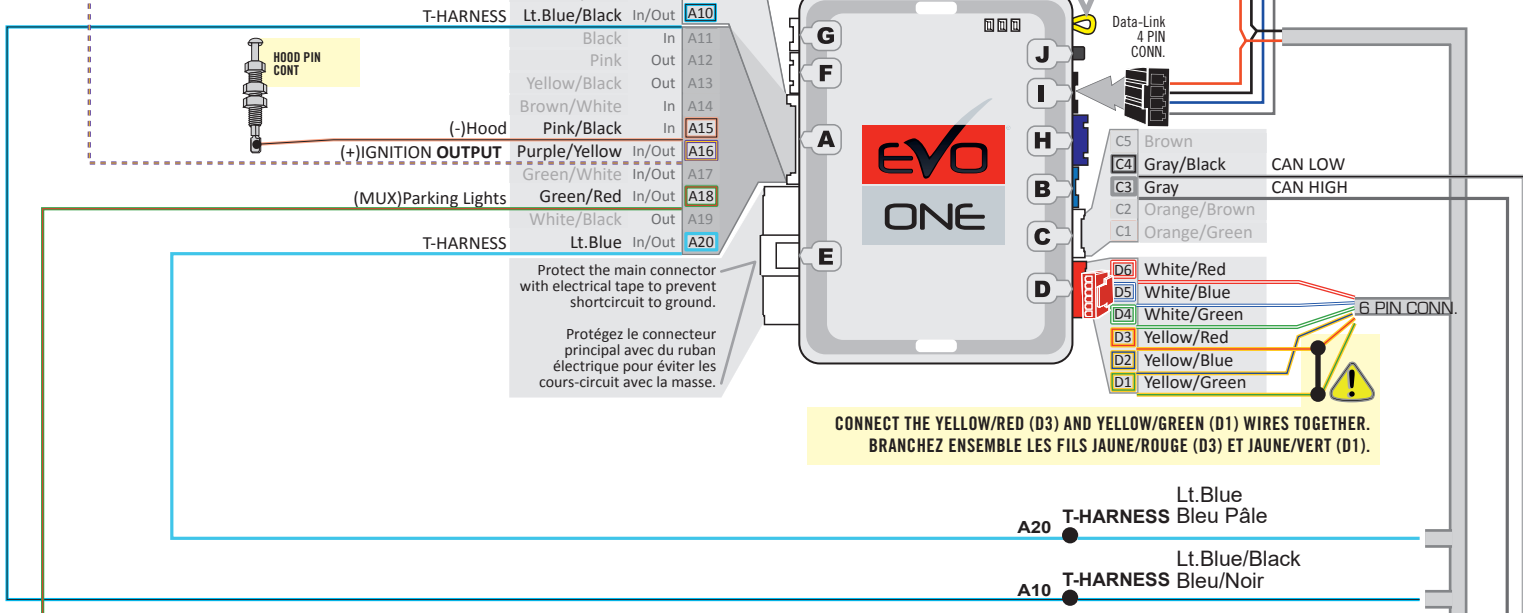 T-HARNESS Lt.Blue/Black In/Out A10
Black In A11
Pink Out A12
Yellow/Black Out A13
Brown/White In A14
(-)Hood Pink/Black In A15
(+)IGNITION OUTPUT Purple/Yellow In/Out A16
Green/White In/Out A17
(MUX)Parking Lights Green/Red In/Out A18
White/Black Out A19
T-HARNESS Lt.Blue In/Out A20
HOOD PIN
CONT
Protect the main connector
with electrical tape to prevent
shortcircuit to ground.
Protégez le connecteur
principal avec du ruban
électrique pour éviter les
cours-circuit avec la masse.
G
F
A
E
EVO
ONE
J
I
H
B
C
D
Data-Link
4 PIN
CONN.
C5 Brown
C4 Gray/Black CAN LOW
C3 Gray CAN HIGH
C2 Orange/Brown
C1 Orange/Green
D6 White/Red
D5 White/Blue
D4 White/Green
D3 Yellow/Red
D2 Yellow/Blue
D1 Yellow/Green
6 PIN CONN.
!
CONNECT THE YELLOW/RED (D3) AND YELLOW/GREEN (D1) WIRES TOGETHER.
BRANCHEZ ENSEMBLE LES FILS JAUNE/ROUGE (D3) ET JAUNE/VERT (D1).
Lt.Blue
A20 T-HARNESS Bleu Pâle
Lt.Blue/Black
A10 T-HARNESS Bleu/Noir